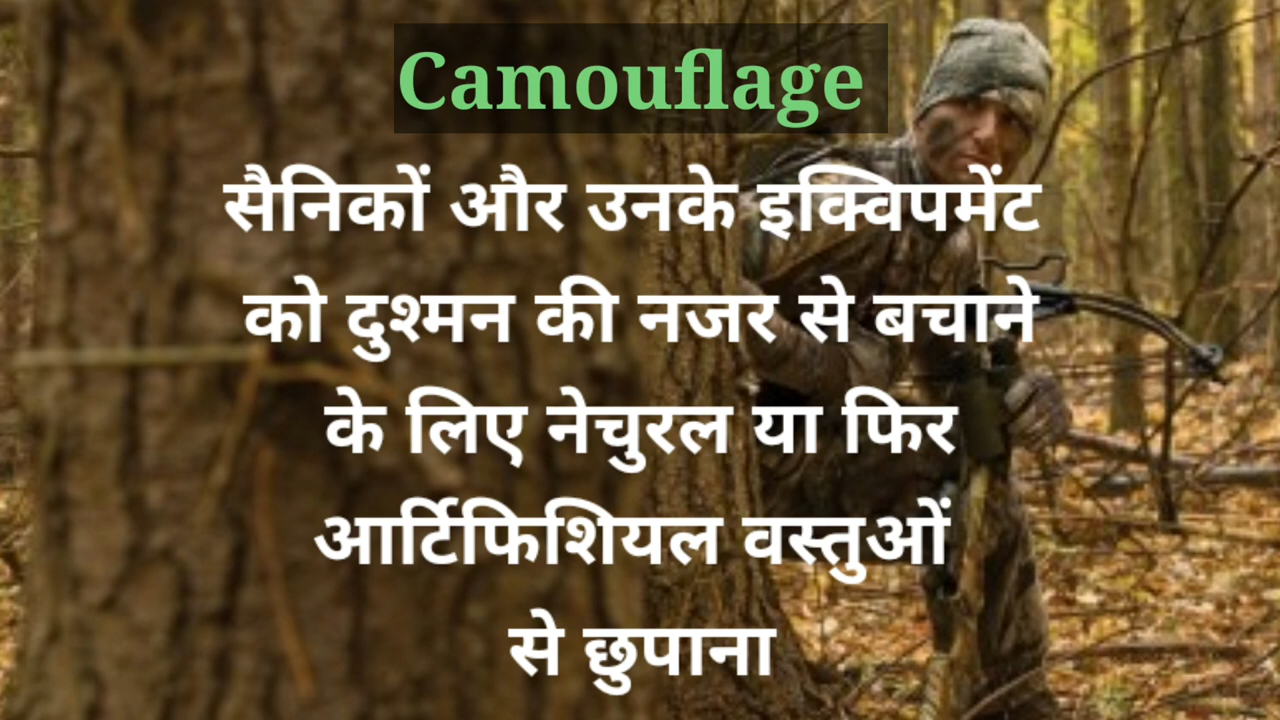 Camouflage
सैनिकों और उनके इक्विपमेंट
को दुश्मन की नजर से बचाने
के लिए नेचुरल या फिर
आर्टिफिशियल वस्तुओं
से छुपाना